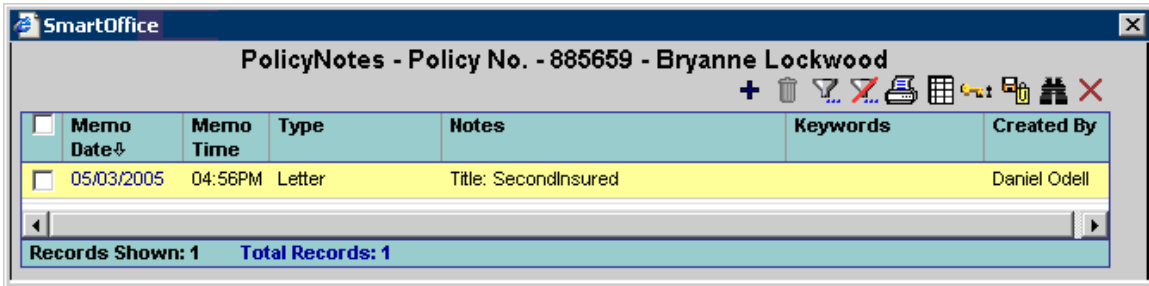 SmartOffice
PolicyNotes - Policy No. - 885659 - Bryanne Lockwood
Memo Date Memo Time Type Notes Keywords Created By
05/03/2005 04:56PM Letter Title: SecondInsured Daniel Odell
Records Shown: 1 Total Records: 1